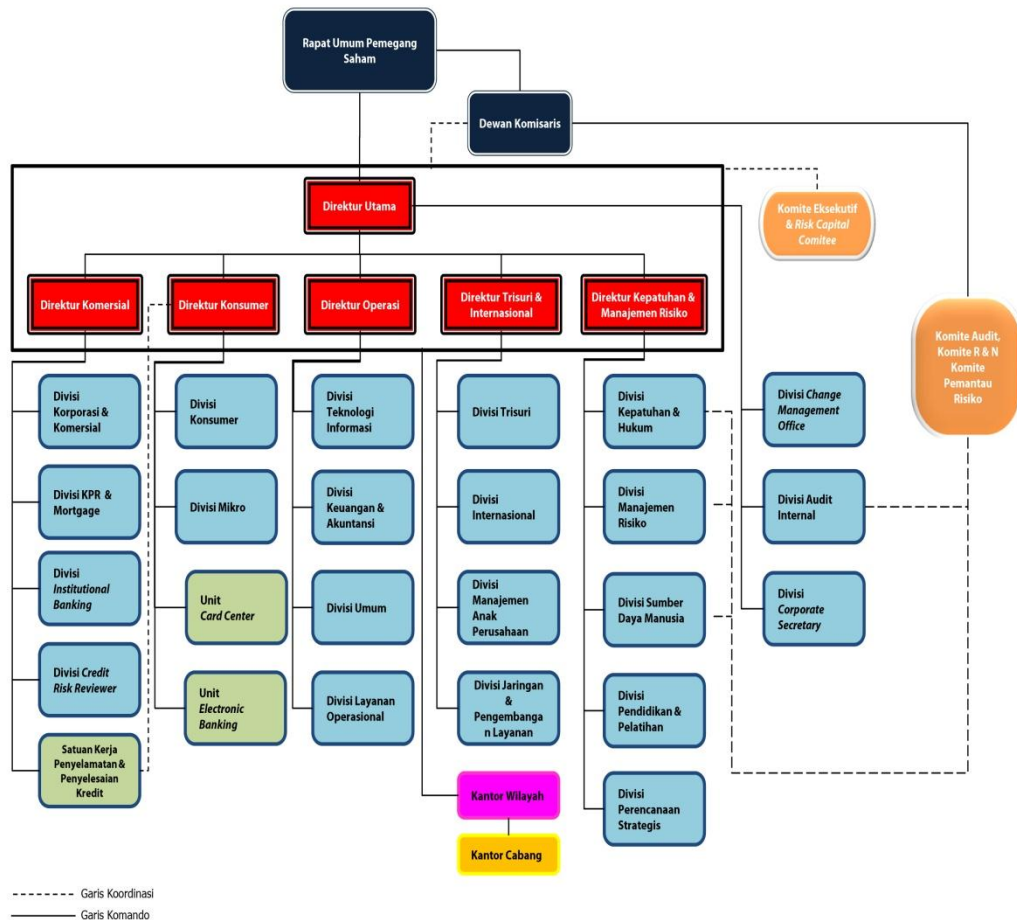 Rapat Umum Pemegang
Saham
Dewan Komisaris
Direktur Utama
Komite Eksekutif
& Risk Capital
Comitee
Direktur Komersial
Direktur Konsumer
Direktur Operasi
Direktur Trisuri &
Internasional
Direktur Kepatuhan &
Manajemen Risiko
Komite Audit,
Komite R & N
Komite
Pemantau
Risiko
Divisi
Korporasi &
Komersial
Divisi KPR &
Mortgage
Divisi
Institutional
Banking
Divisi Credit
Risk Reviewer
Satuan Kerja
Penyelamatan &
Penyelesaian
Kredit
Divisi
Konsumer
Divisi Mikro
Unit
Card Center
Unit
Electronic
Banking
Divisi
Teknologi
Informasi
Divisi
Keuangan &
Akuntansi
Divisi Umum
Divisi Layanan
Operasional
Divisi Trisuri
Divisi
Internasional
Divisi
Manajemen
Anak
Perusahaan
Divisi Jaringan
&
Pengembanga
n Layanan
Kantor Wilayah
Kantor Cabang
Divisi
Kepatuhan &
Hukum
Divisi
Manajemen
Risiko
Divisi Sumber
Daya Manusia
Divisi
Pendidikan &
Pelatihan
Divisi
Perencanaan
Strategis
Divisi Change
Management
Office
Divisi Audit
Internal
Divisi
Corporate
Secretary
Garis Koordinasi
Garis Komando